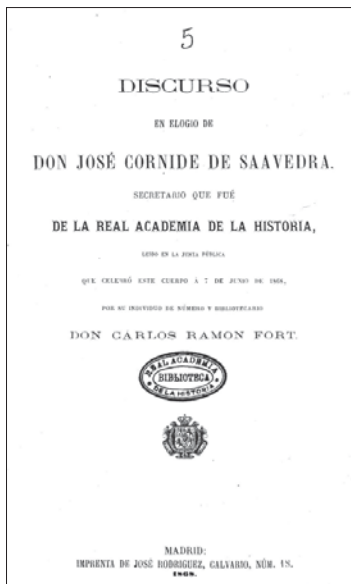 5
DISCURSO
EN ELOGIO DE
DON JOSÉ CORNIDE DE SAAVEDRA.
SECRETARIO QUE FUÉ
DE LA REAL ACADEMIA DE LA HISTORIA,
LEIDO EN LA JUNTA PÚBLICA
QUE CELEBRÓ ESTE CUERPO Á 7 DE JUNIO DE 1868,
POR SU INDIVIDUO DE NÚMERO Y BIBLIOTECARIO
DON CARLOS RAMON FORT.
REAL ACADEMIA
BIBLIOTECA
DE LA HISTORIA
MADRID:
IMPRENTA DE JOSÉ RODRIGUEZ, CALVARIO, NÚM. 18.
1868.